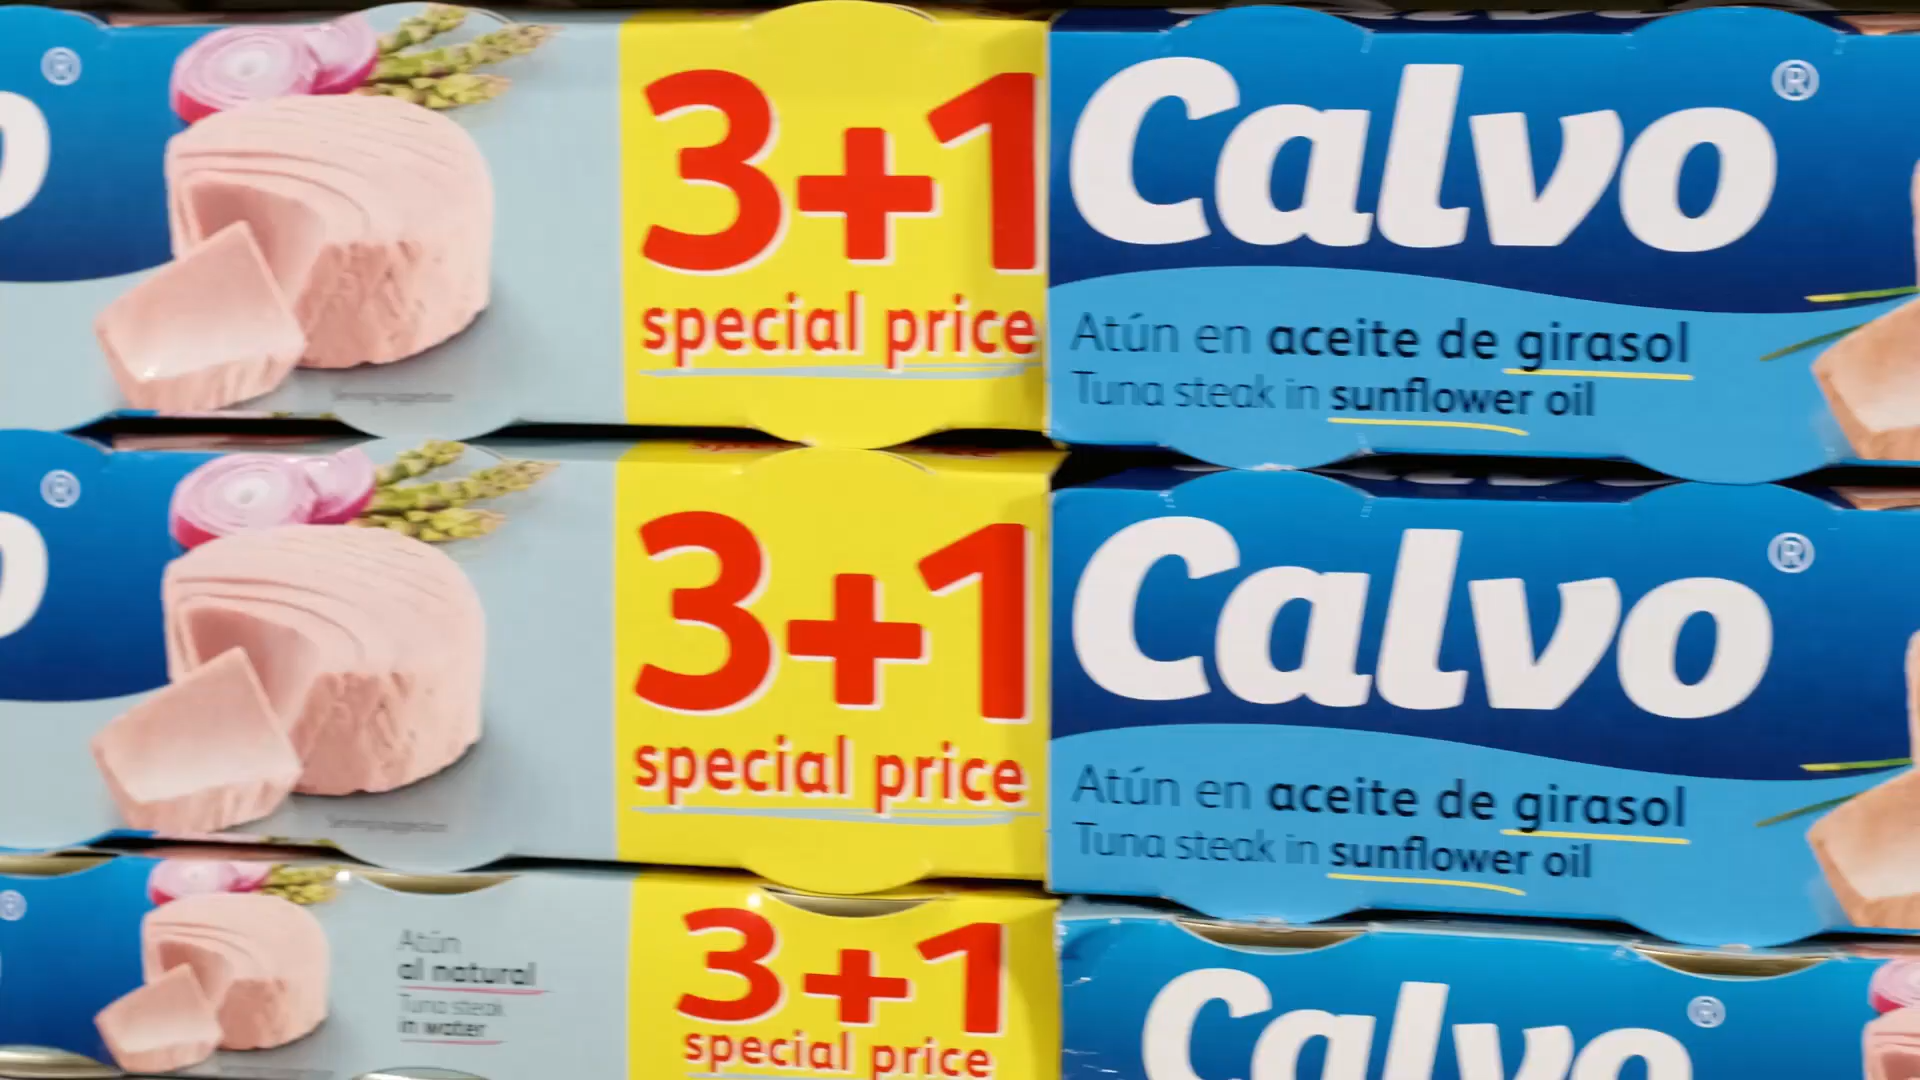 ®
3+1
special price
Calvo®
Atún en aceite de girasol
Tuna steak in sunflower oil
®
3+1
special price
Calvo®
Atún en aceite de girasol
Tuna steak in sunflower oil
®
Atún
al natural
Tuna steak
in water
3+1
special price
Calvo®